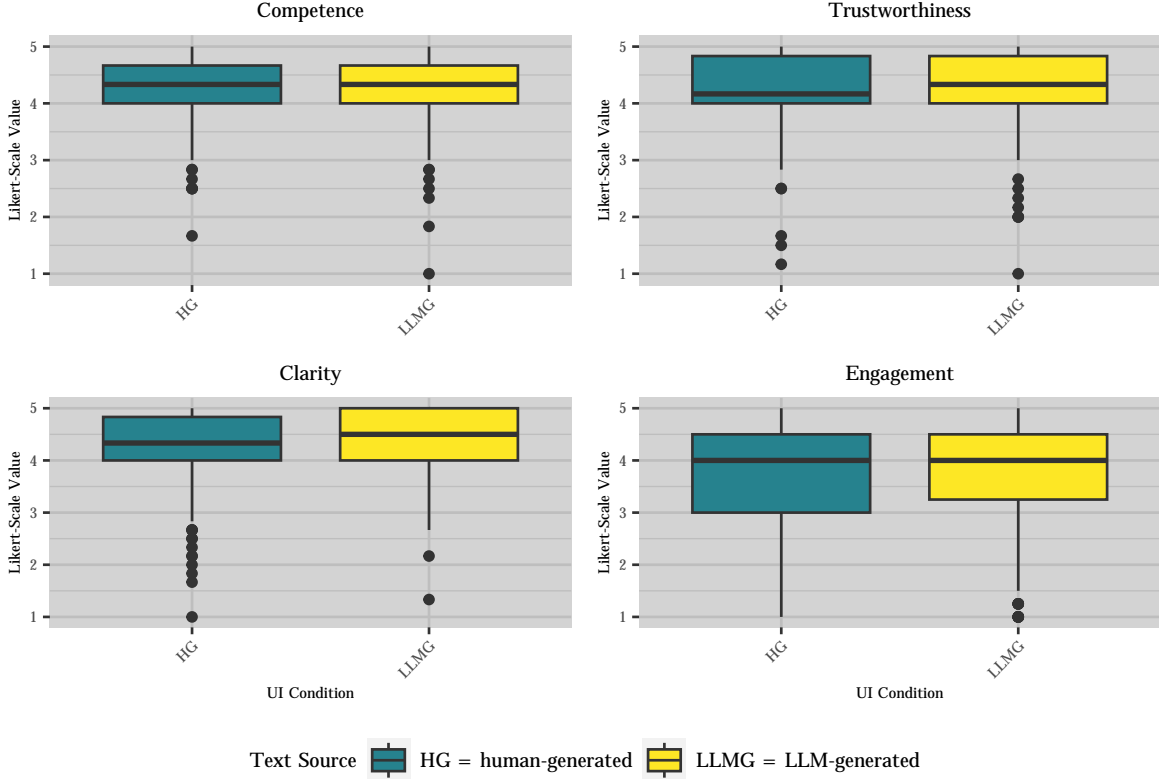 Competence
Likert-Scale Value
5
4
3
2
1
HG
LLMG
Trustworthiness
Likert-Scale Value
5
4
3
2
1
HG
LLMG
Clarity
Likert-Scale Value
5
4
3
2
1
HG
LLMG
UI Condition
Engagement
Likert-Scale Value
5
4
3
2
1
HG
LLMG
UI Condition
Text Source HG = human-generated LLMG = LLM-generated